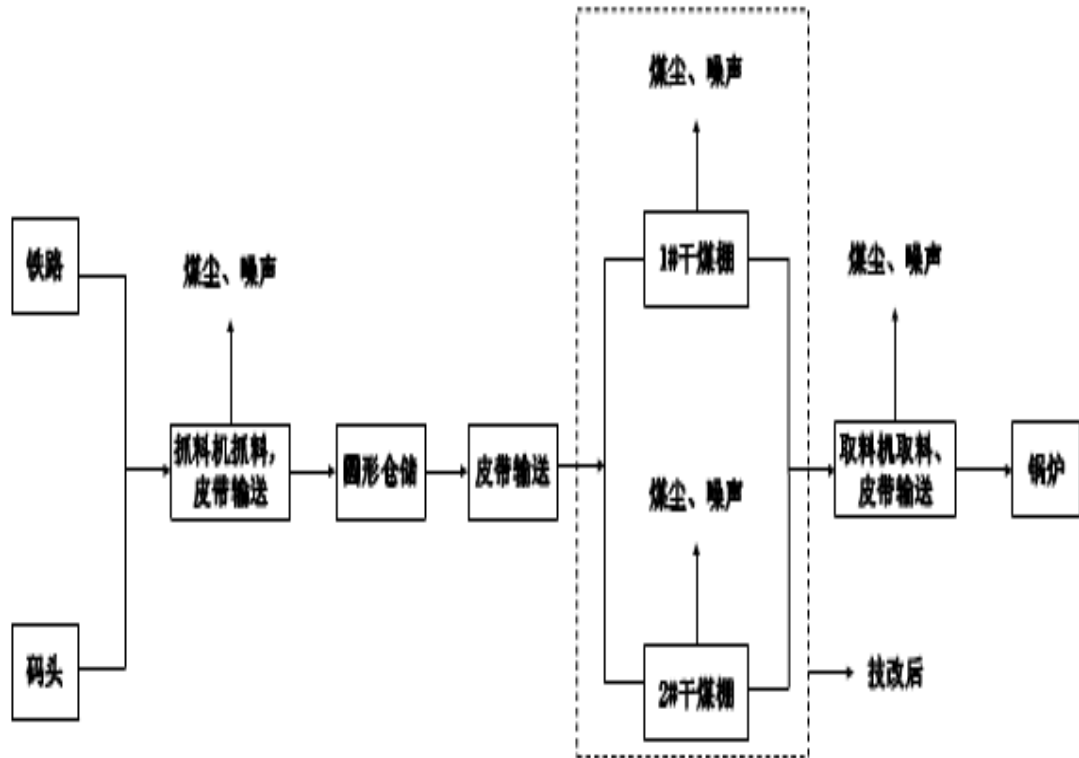 煤尘、噪声
铁路
煤尘、噪声
1#干煤棚
煤尘、噪声
抓料机抓料，
皮带输送
圆形仓储
皮带输送
取料机取料、
皮带输送
锅炉
煤尘、噪声
码头
2#干煤棚
技改后